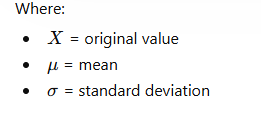 Where:
• X = original value
• μ = mean
• σ = standard deviation